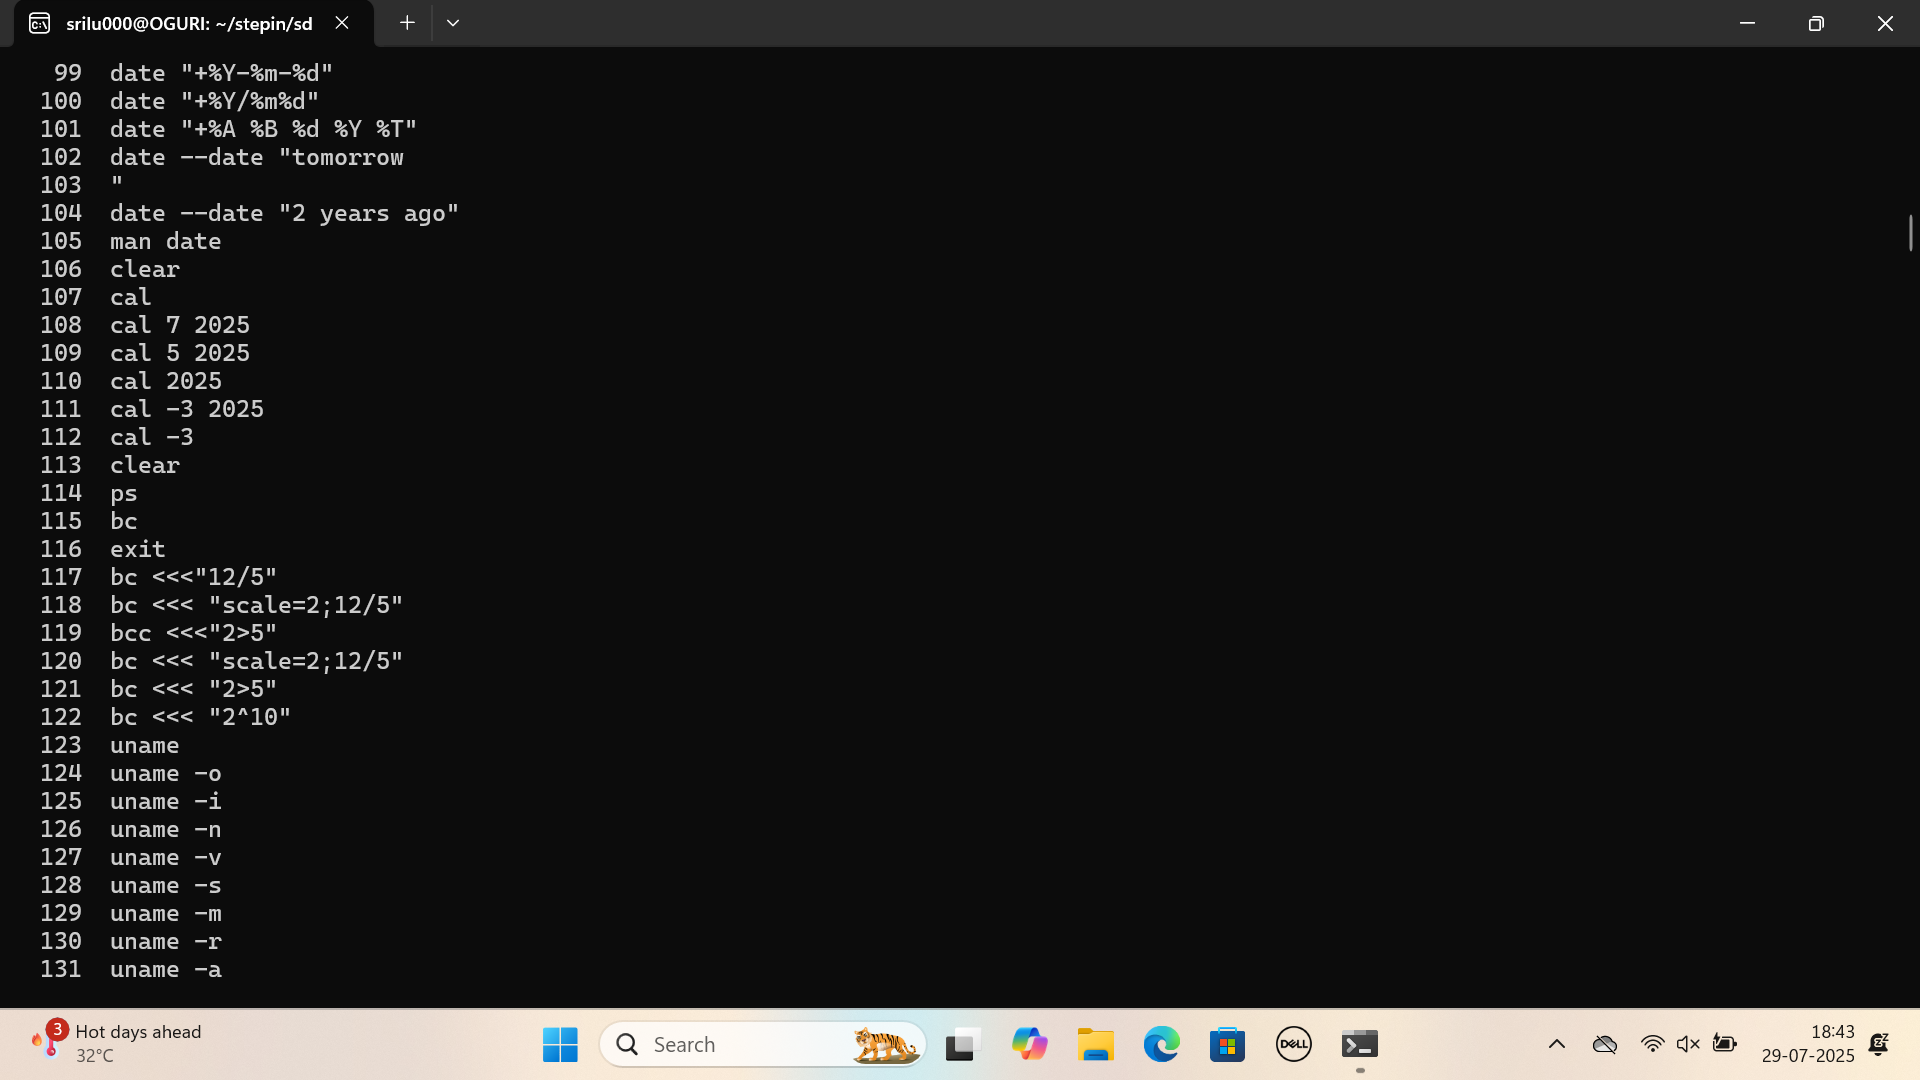 srilu000@OGURI: ~/stepin/sd
99 date "+%Y-%m-%d"
100 date "+%Y/%m%d"
101 date "+%A %B %d %Y %T"
102 date --date "tomorrow
103 "
104 date --date "2 years ago"
105 man date
106 clear
107 cal
108 cal 7 2025
109 cal 5 2025
110 cal 2025
111 cal -3 2025
112 cal -3
113 clear
114 ps
115 bc
116 exit
117 bc <<<"12/5"
118 bc <<< "scale=2;12/5"
119 bcc <<<"2>5"
120 bc <<< "scale=2;12/5"
121 bc <<< "2>5"
122 bc <<< "2^10"
123 uname
124 uname -o
125 uname -i
126 uname -n
127 uname -v
128 uname -s
129 uname -m
130 uname -r
131 uname -a
3
Hot days ahead
32°C
Search
DELL
18:43
29-07-2025